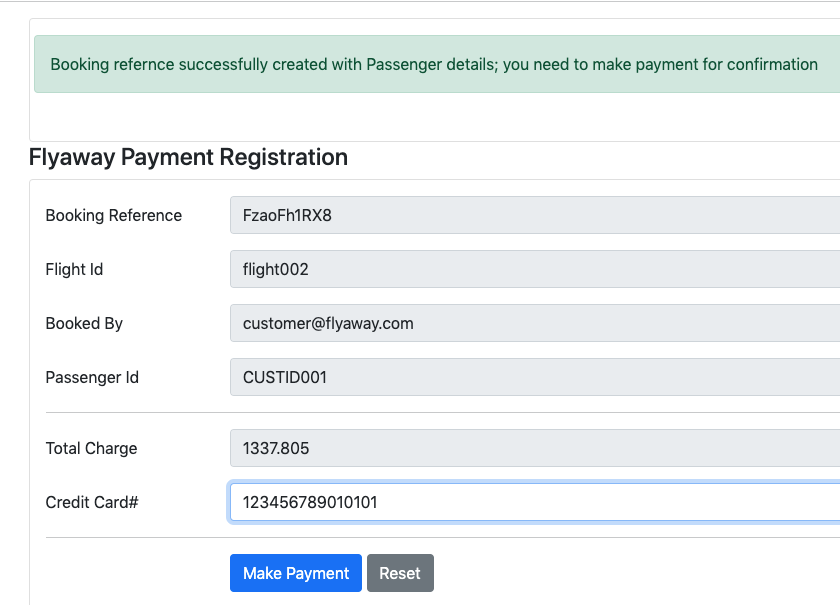 Booking refernce successfully created with Passenger details; you need to make payment for confirmation
Flyaway Payment Registration
Booking Reference FzaoFh1RX8
Flight Id flight002
Booked By customer@flyaway.com
Passenger Id CUSTID001
Total Charge 1337.805
Credit Card# 123456789010101
Make Payment Reset